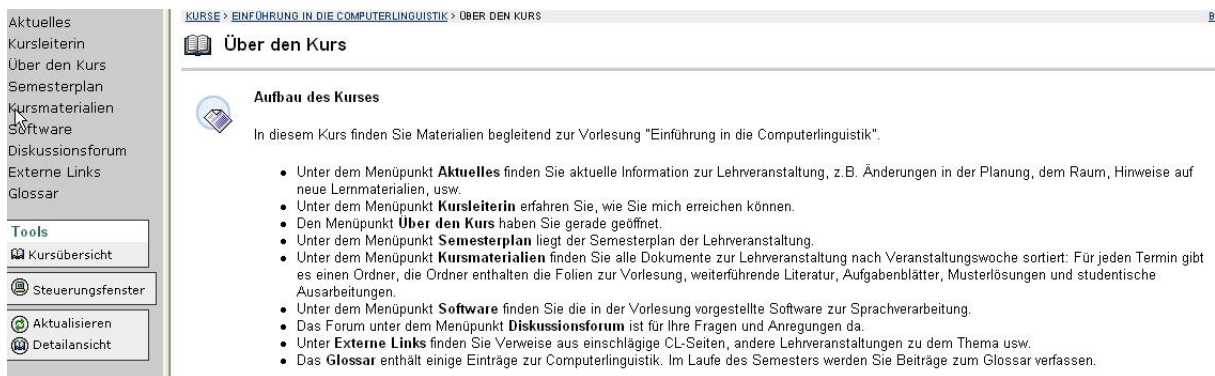 Aktuelles
Kursleiterin
Über den Kurs
Semesterplan
Kursmaterialien
Software
Diskussionsforum
Externe Links
Glossar
Tools
Kursübersicht
Steuerungsfenster
Aktualisieren
Detailansicht
KURSE > EINFÜHRUNG IN DIE COMPUTERLINGUISTIK > ÜBER DEN KURS
B
Über den Kurs
Aufbau des Kurses
In diesem Kurs finden Sie Materialien begleitend zur Vorlesung "Einführung in die Computerlinguistik".
• Unter dem Menüpunkt Aktuelles finden Sie aktuelle Information zur Lehrveranstaltung, z.B. Änderungen in der Planung, dem Raum, Hinweise auf
neue Lernmaterialien, usw.
• Unter dem Menüpunkt Kursleiterin erfahren Sie, wie Sie mich erreichen können.
• Den Menüpunkt Über den Kurs haben Sie gerade geöffnet.
• Unter dem Menüpunkt Semesterplan liegt der Semesterplan der Lehrveranstaltung.
• Unter dem Menüpunkt Kursmaterialien finden Sie alle Dokumente zur Lehrveranstaltung nach Veranstaltungswoche sortiert: Für jeden Termin gibt
es einen Ordner, die Ordner enthalten die Folien zur Vorlesung, weiterführende Literatur, Aufgabenblätter, Musterlösungen und studentische
Ausarbeitungen.
• Unter dem Menüpunkt Software finden Sie die in der Vorlesung vorgestellte Software zur Sprachverarbeitung.
• Das Forum unter dem Menüpunkt Diskussionsforum ist für Ihre Fragen und Anregungen da.
• Unter Externe Links finden Sie Verweise aus einschlägige CL-Seiten, andere Lehrveranstaltungen zu dem Thema usw.
• Das Glossar enthält einige Einträge zur Computerlinguistik. Im Laufe des Semesters werden Sie Beiträge zum Glossar verfassen.